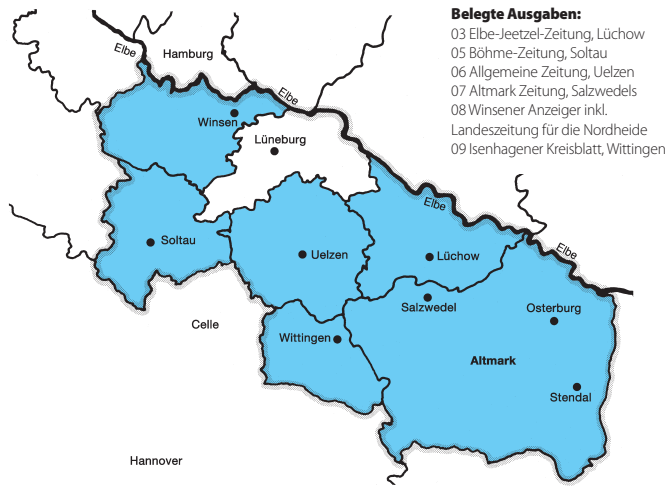 Belegte Ausgaben:
03 Elbe-Jeetzel-Zeitung, Lüchow
05 Böhme-Zeitung, Soltau
06 Allgemeine Zeitung, Uelzen
07 Altmark Zeitung, Salzwedels
08 Winsener Anzeiger inkl.
Landeszeitung für die Nordheide
09 Isenhagener Kreisblatt, Wittingen
Elbe
Hamburg
Elbe
Winsen
Lüneburg
Elbe
Soltau
Uelzen
Lüchow
Elbe
Salzwedel
Osterburg
Celle
Wittingen
Altmark
Stendal
Hannover